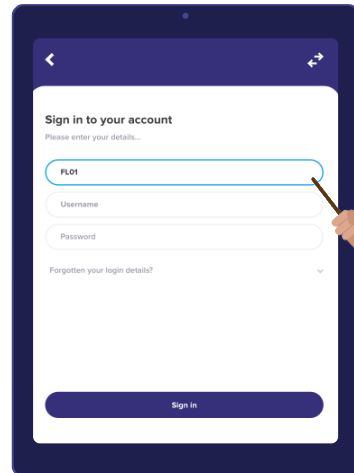 Sign in to your account
Please enter your details...
FL01
Username
Password
Forgotten your login details?
Sign in